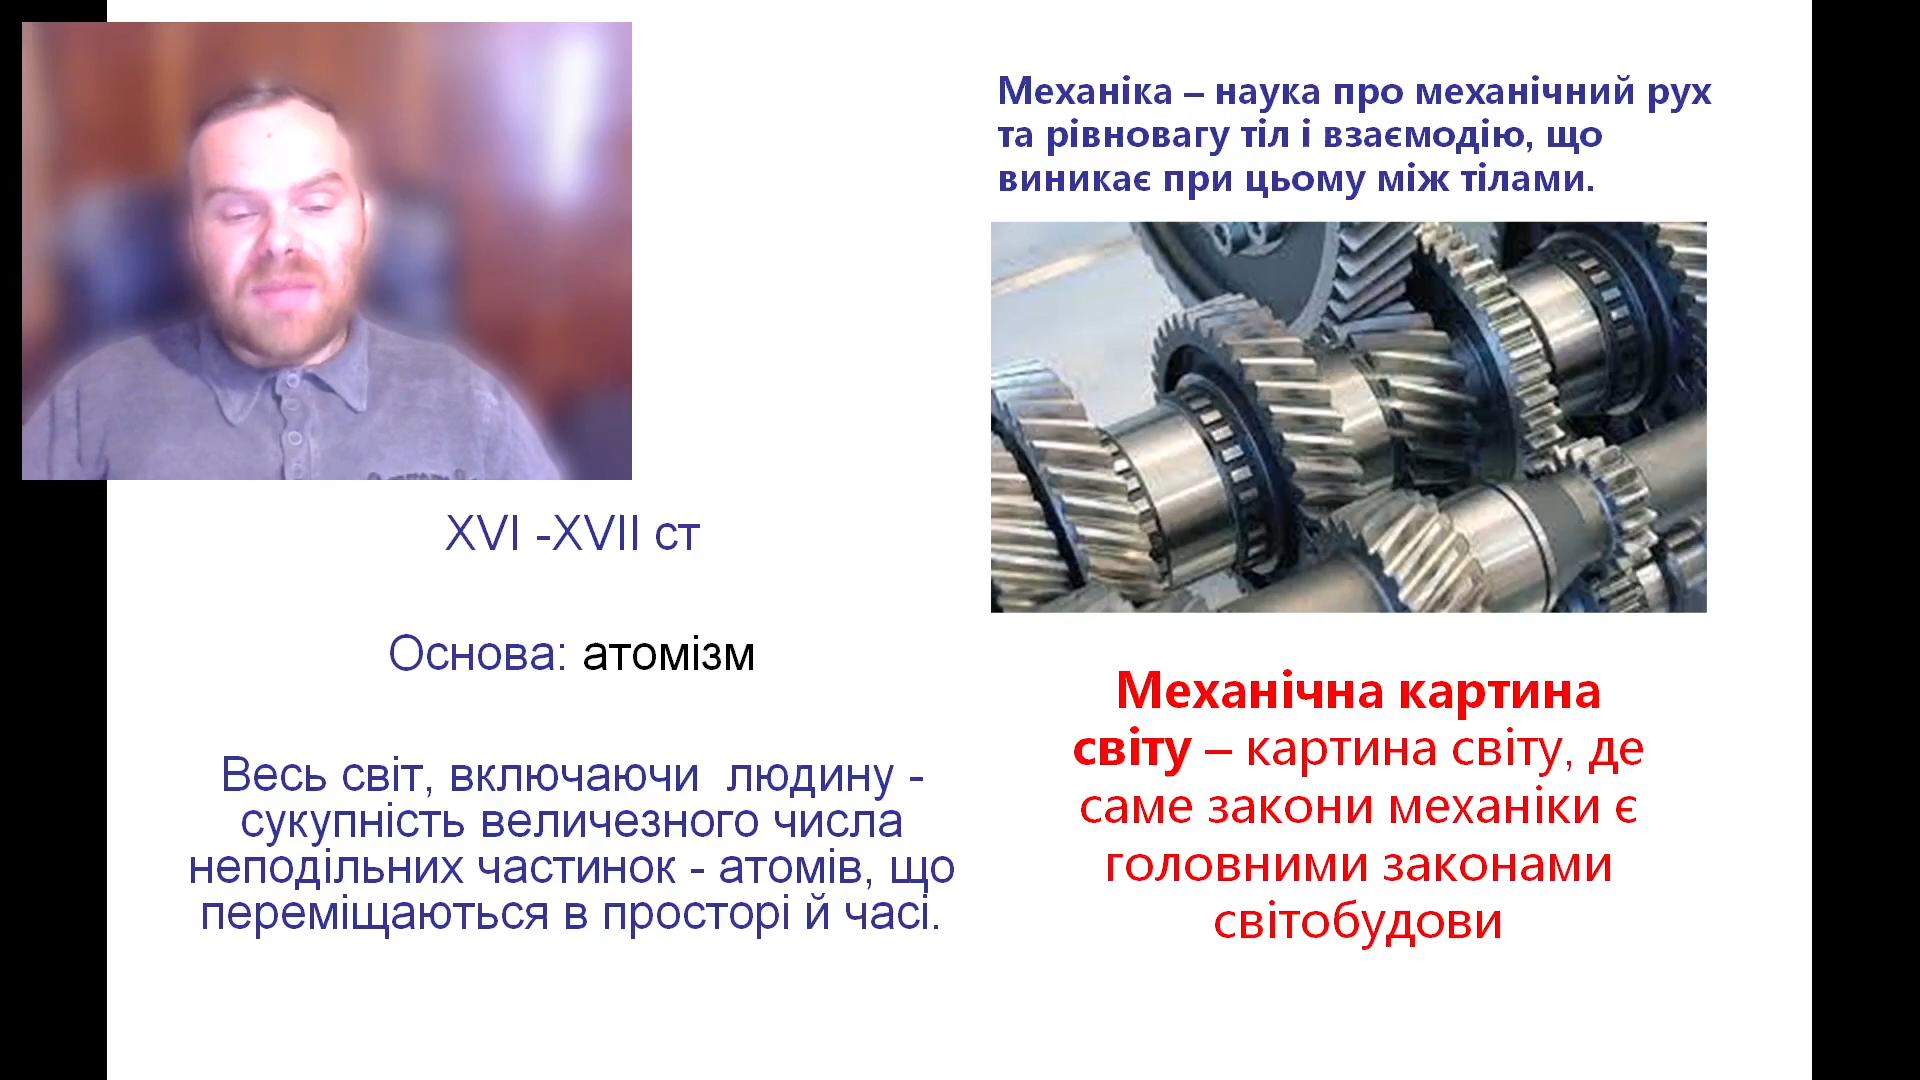 Механіка – наука про механічний рух
та рівновагу тіл і взаємодію, що
виникає при цьому між тілами.
XVI -XVII ст
Основа: атомізм
Весь світ, включаючи людину -
сукупність величезного числа
неподільних частинок - атомів, що
переміщаються в просторі й часі.
Механічна картина
світу – картина світу, де
саме закони механіки є
головними законами
світобудови